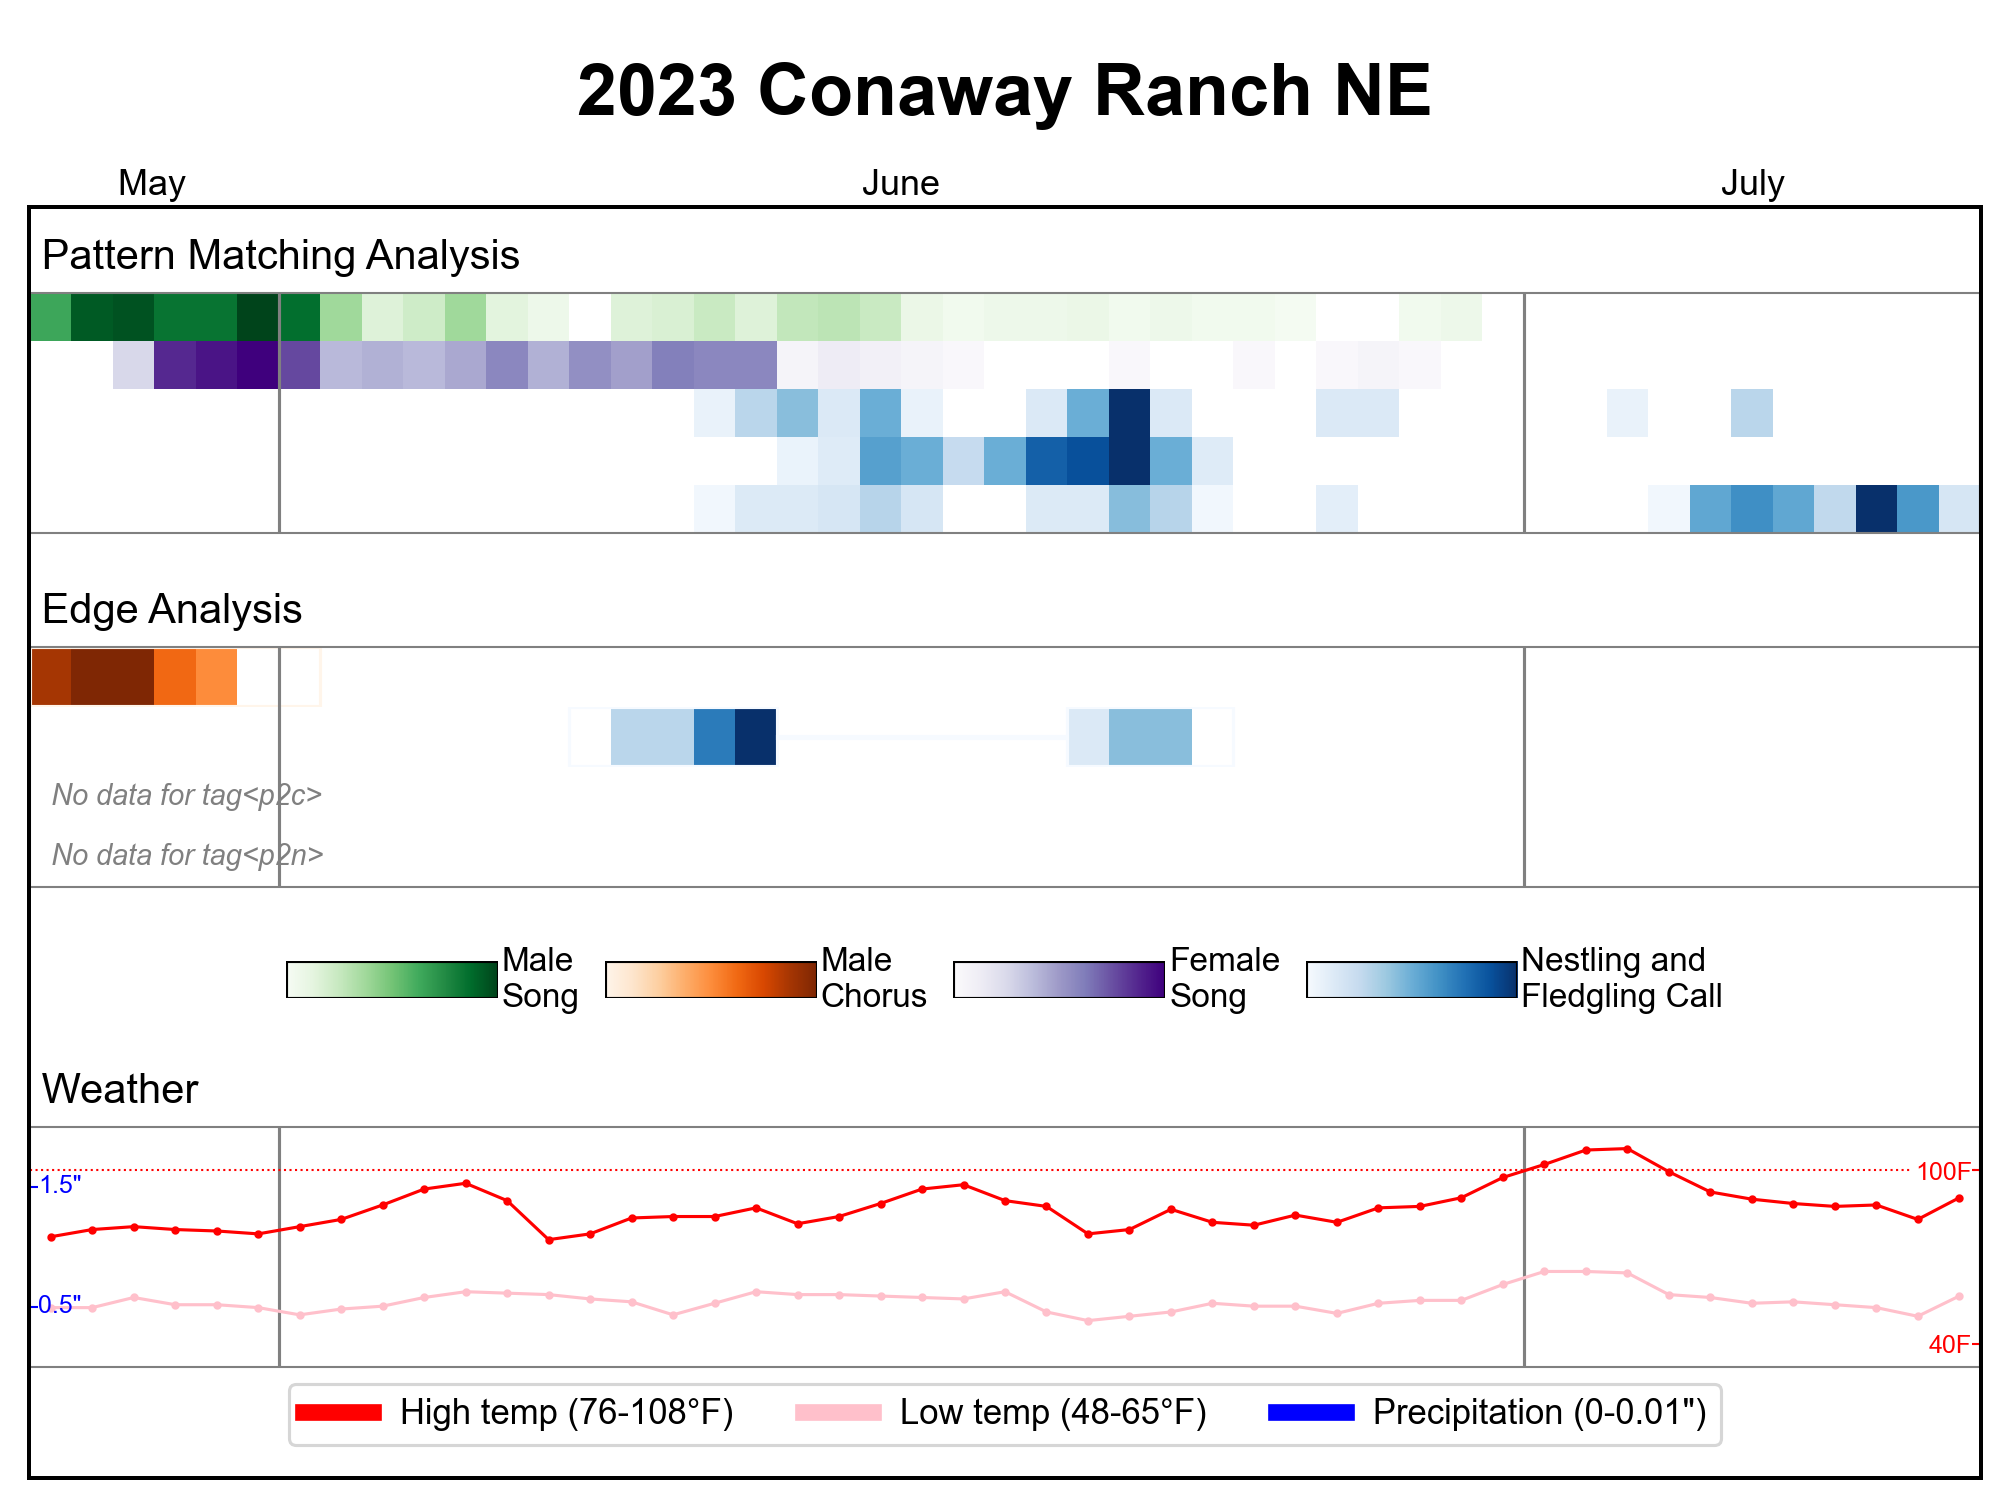 2023 Conaway Ranch NE
May June July
Pattern Matching Analysis
Edge Analysis
No data for tag<p2c>
No data for tag<p2n>
Male
Song
Male
Chorus
Female
Song
Nestling and
Fledgling Call
Weather
1.5"
100F
0.5"
40F
High temp (76-108°F) Low temp (48-65°F) Precipitation (0-0.01")